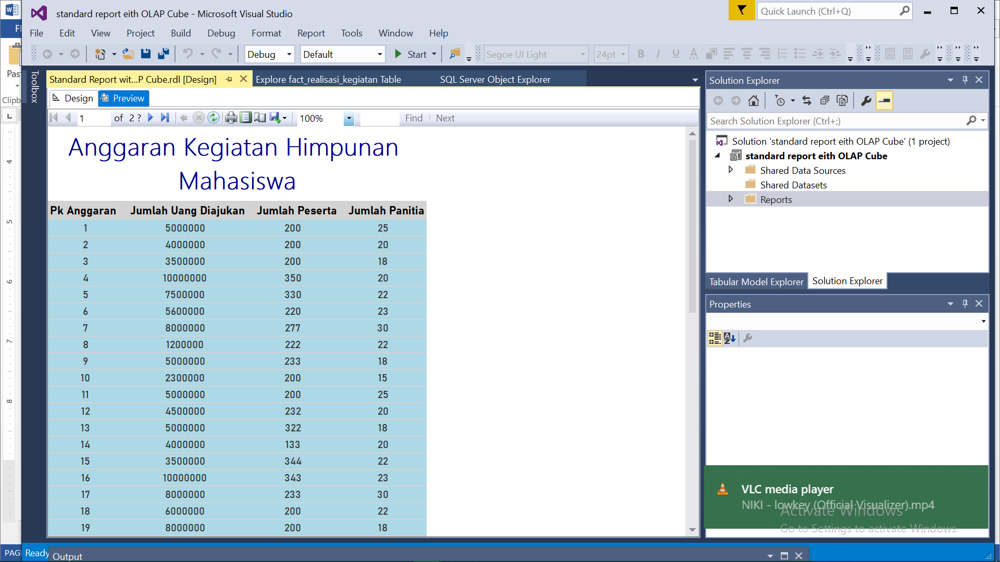 standard report eith OLAP Cube - Microsoft Visual Studio
Quick Launch (Ctrl+Q)
File Edit View Project Build Debug Format Report Tools Window Help
Debug Default Start Segoe UI Light 24pt
Clipb
Toolbox
Standard Report wit...P Cube.rdl [Design] Explore fact_realisasi_kegiatan Table SQL Server Object Explorer
Design Preview
1 of 2 ? 100% Find Next
Anggaran Kegiatan Himpunan
Mahasiswa
Pk Anggaran Jumlah Uang Diajukan Jumlah Peserta Jumlah Panitia
1 5000000 200 25
2 4000000 200 20
3 3500000 200 18
4 10000000 350 20
5 7500000 330 22
6 5600000 220 23
7 8000000 277 30
8 1200000 222 22
9 5000000 233 18
10 2300000 200 15
11 5000000 200 25
12 4500000 232 20
13 5000000 322 18
14 4000000 133 20
15 3500000 344 22
16 10000000 343 23
17 8000000 233 30
18 6000000 200 22
19 8000000 200 18
Solution Explorer
Search Solution Explorer (Ctrl+;)
Solution 'standard report eith OLAP Cube' (1 project)
standard report eith OLAP Cube
Shared Data Sources
Shared Datasets
Reports
Tabular Model Explorer Solution Explorer
Properties
VLC media player
NIKI - lowkey (Official Visualizer).mp4
Activate Windows
Go to Settings to activate Windows.
4
5
6
7
8
PAG
Ready
Output